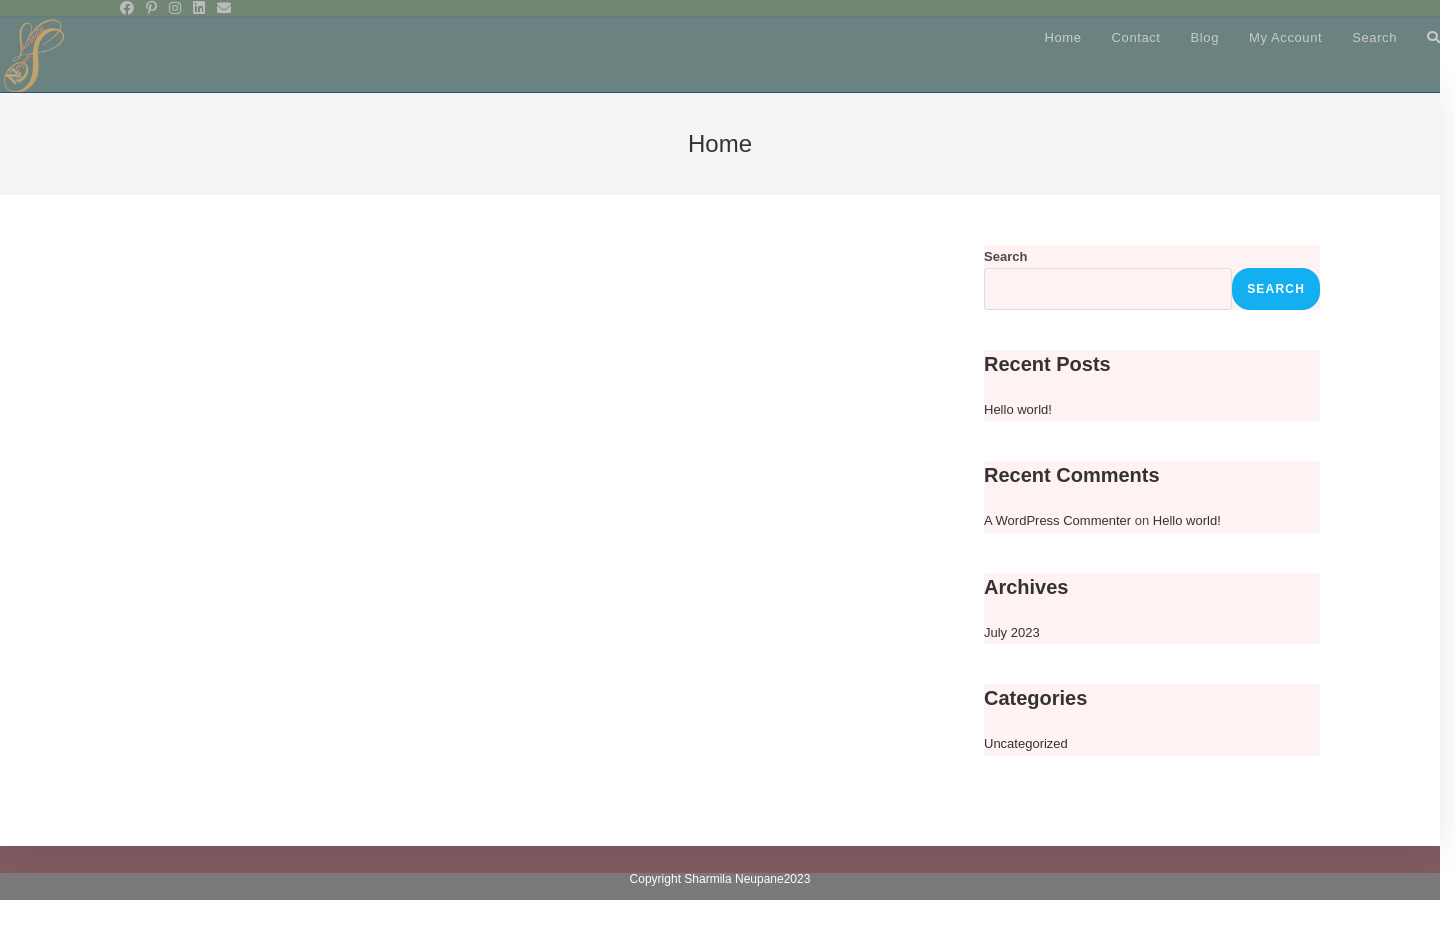 Home
Contact
Blog
My Account
Search
Home
Search
SEARCH
Recent Posts
Hello world!
Recent Comments
A WordPress Commenter on Hello world!
Archives
July 2023
Categories
Uncategorized
Copyright Sharmila Neupane2023